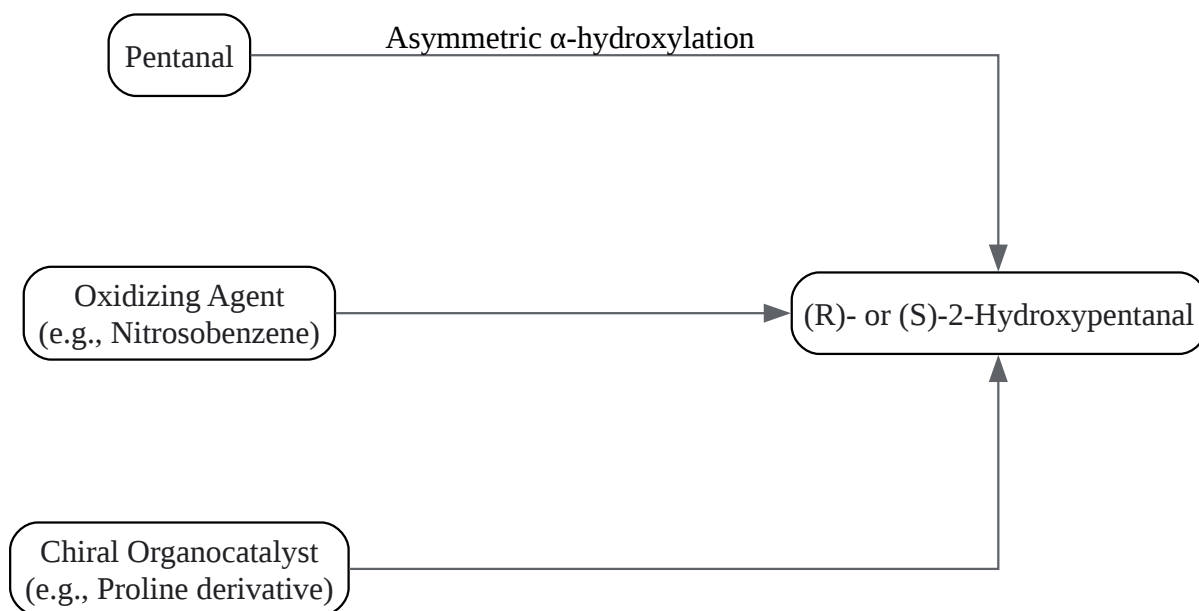 Pentanal
Asymmetric α-hydroxylation
Oxidizing Agent
(e.g., Nitrosobenzene)
(R)- or (S)-2-Hydroxypentanal
Chiral Organocatalyst
(e.g., Proline derivative)